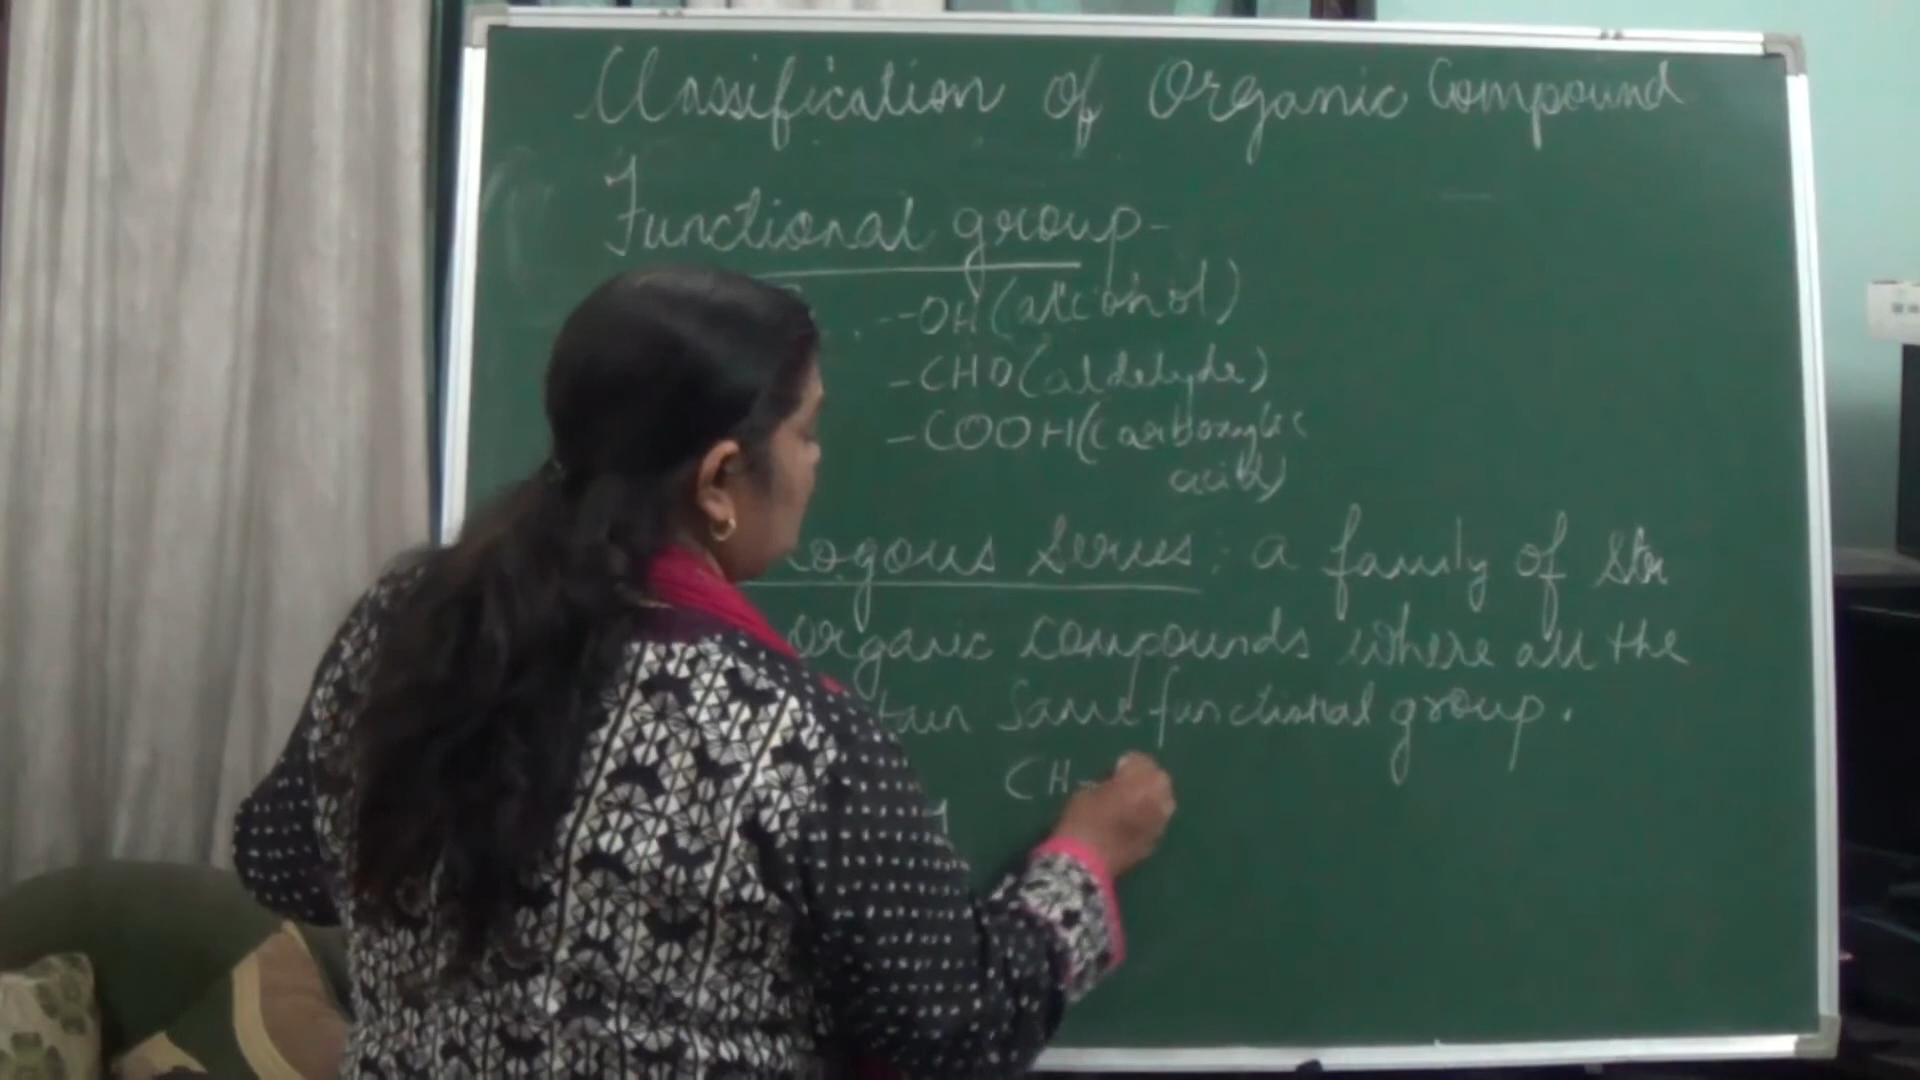 Classification of Organic Compound
Functional group-
-OH (alcohol)
-CHO (aldehyde)
-COOH (Carboxylic
acid)
logous Series : a family of
organic compounds where all the
tain Same functional group.
CH